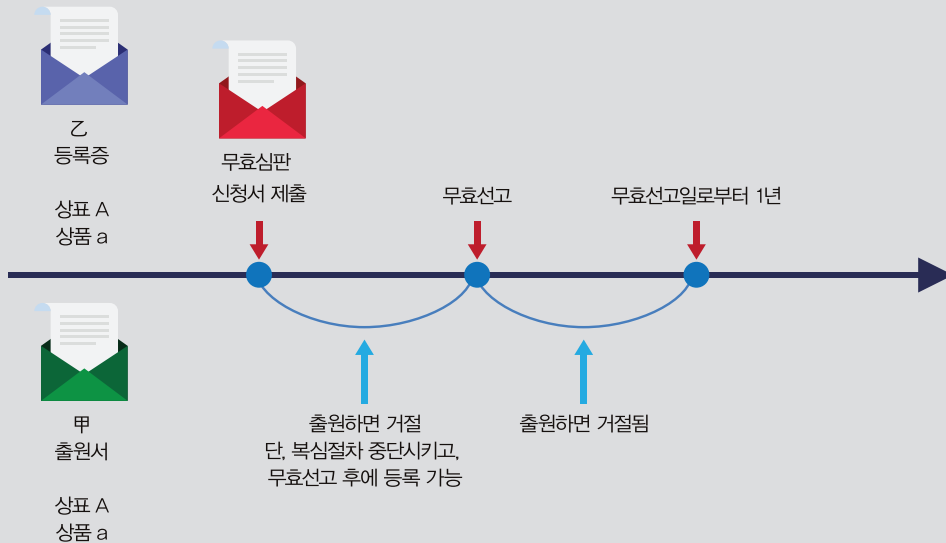 乙
등록증
상표 A
상품 a
무효심판
신청서 제출
무효선고
무효선고일로부터 1년
甲
출원서
상표 A
상품 a
출원하면 거절
단, 복심절차 중단시키고,
무효선고 후에 등록 가능
출원하면 거절됨